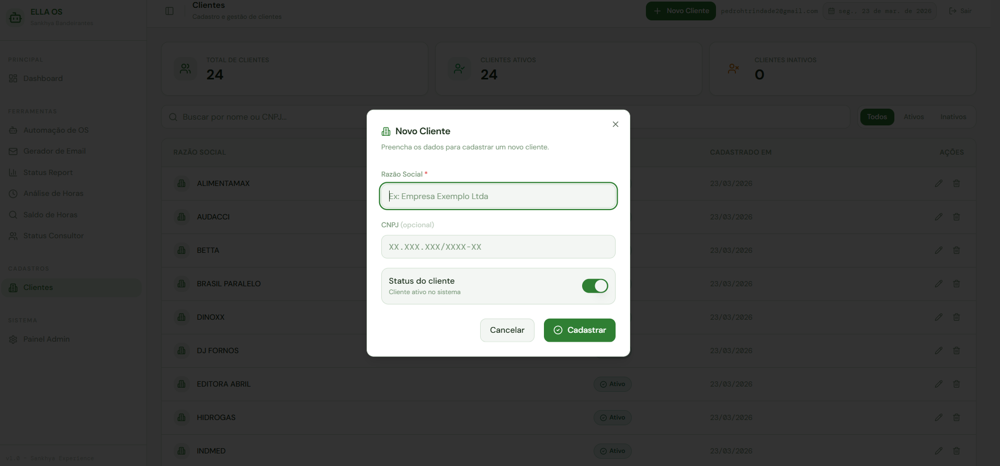 ELLA OS
Sankhya Bandeirantes
PRINCIPAL
Dashboard
FERRAMENTAS
Automação de OS
Gerador de Email
Status Report
Análise de Horas
Saldo de Horas
Status Consultor
CADASTROS
Clientes
SISTEMA
Painel Admin
v1.0 • Sankhya Experience
Clientes
Cadastro e gestão de clientes
Novo Cliente
pedrohtrindade2@gmail.com
seg., 23 de mar. de 2026
Sair
TOTAL DE CLIENTES
24
CLIENTES ATIVOS
24
CLIENTES INATIVOS
0
Buscar por nome ou CNPJ...
Todos
Ativos
Inativos
RAZÃO SOCIAL
CADASTRADO EM
AÇÕES
ALIMENTAMAX
23/03/2026
AUDACCI
23/03/2026
BETTA
23/03/2026
BRASIL PARALELO
23/03/2026
DINOXX
23/03/2026
DJ FORNOS
23/03/2026
EDITORA ABRIL
Ativo
23/03/2026
HIDROGAS
Ativo
23/03/2026
INDMED
Ativo
23/03/2026
Novo Cliente
Preencha os dados para cadastrar um novo cliente.
Razão Social *
Ex: Empresa Exemplo Ltda
CNPJ (opcional)
XX.XXX.XXX/XXXX-XX
Status do cliente
Cliente ativo no sistema
Cancelar
Cadastrar